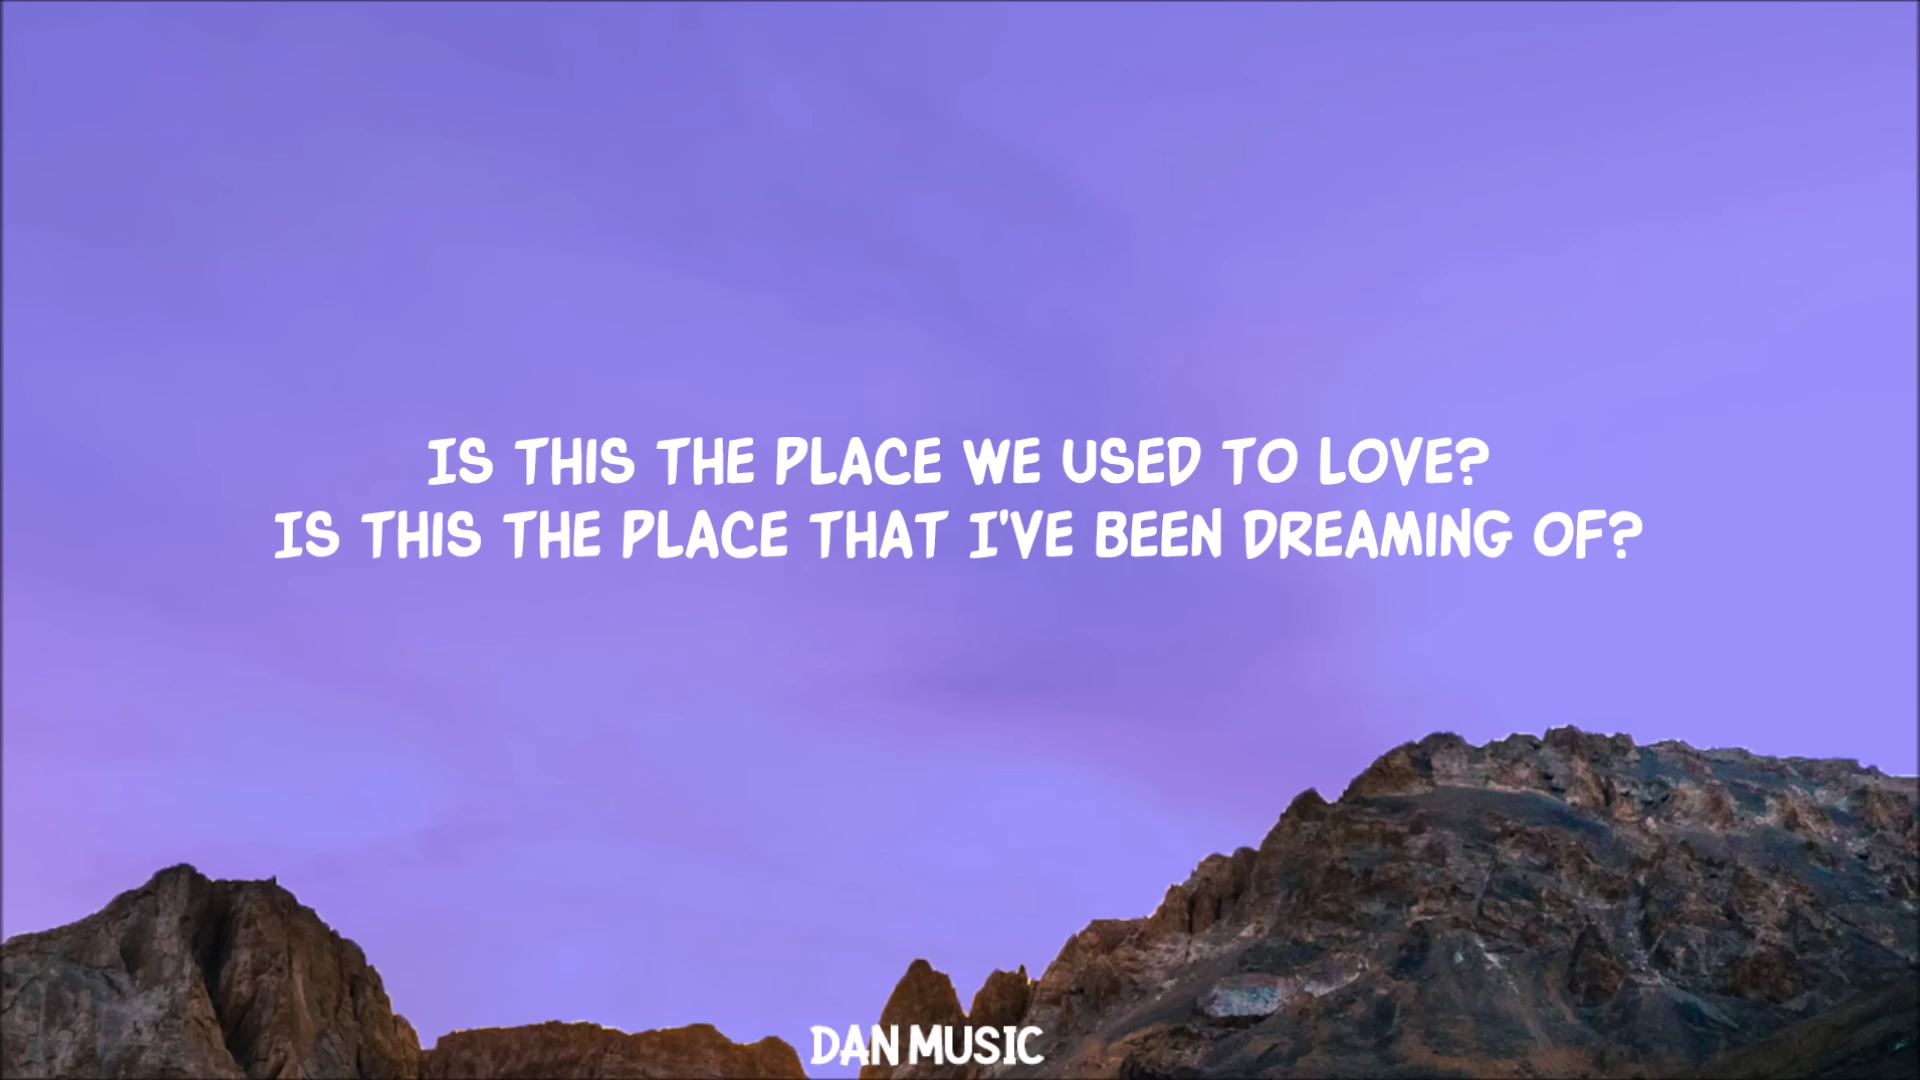 IS THIS THE PLACE WE USED TO LOVE?
IS THIS THE PLACE THAT I'VE BEEN DREAMING OF?
DAN MUSIC